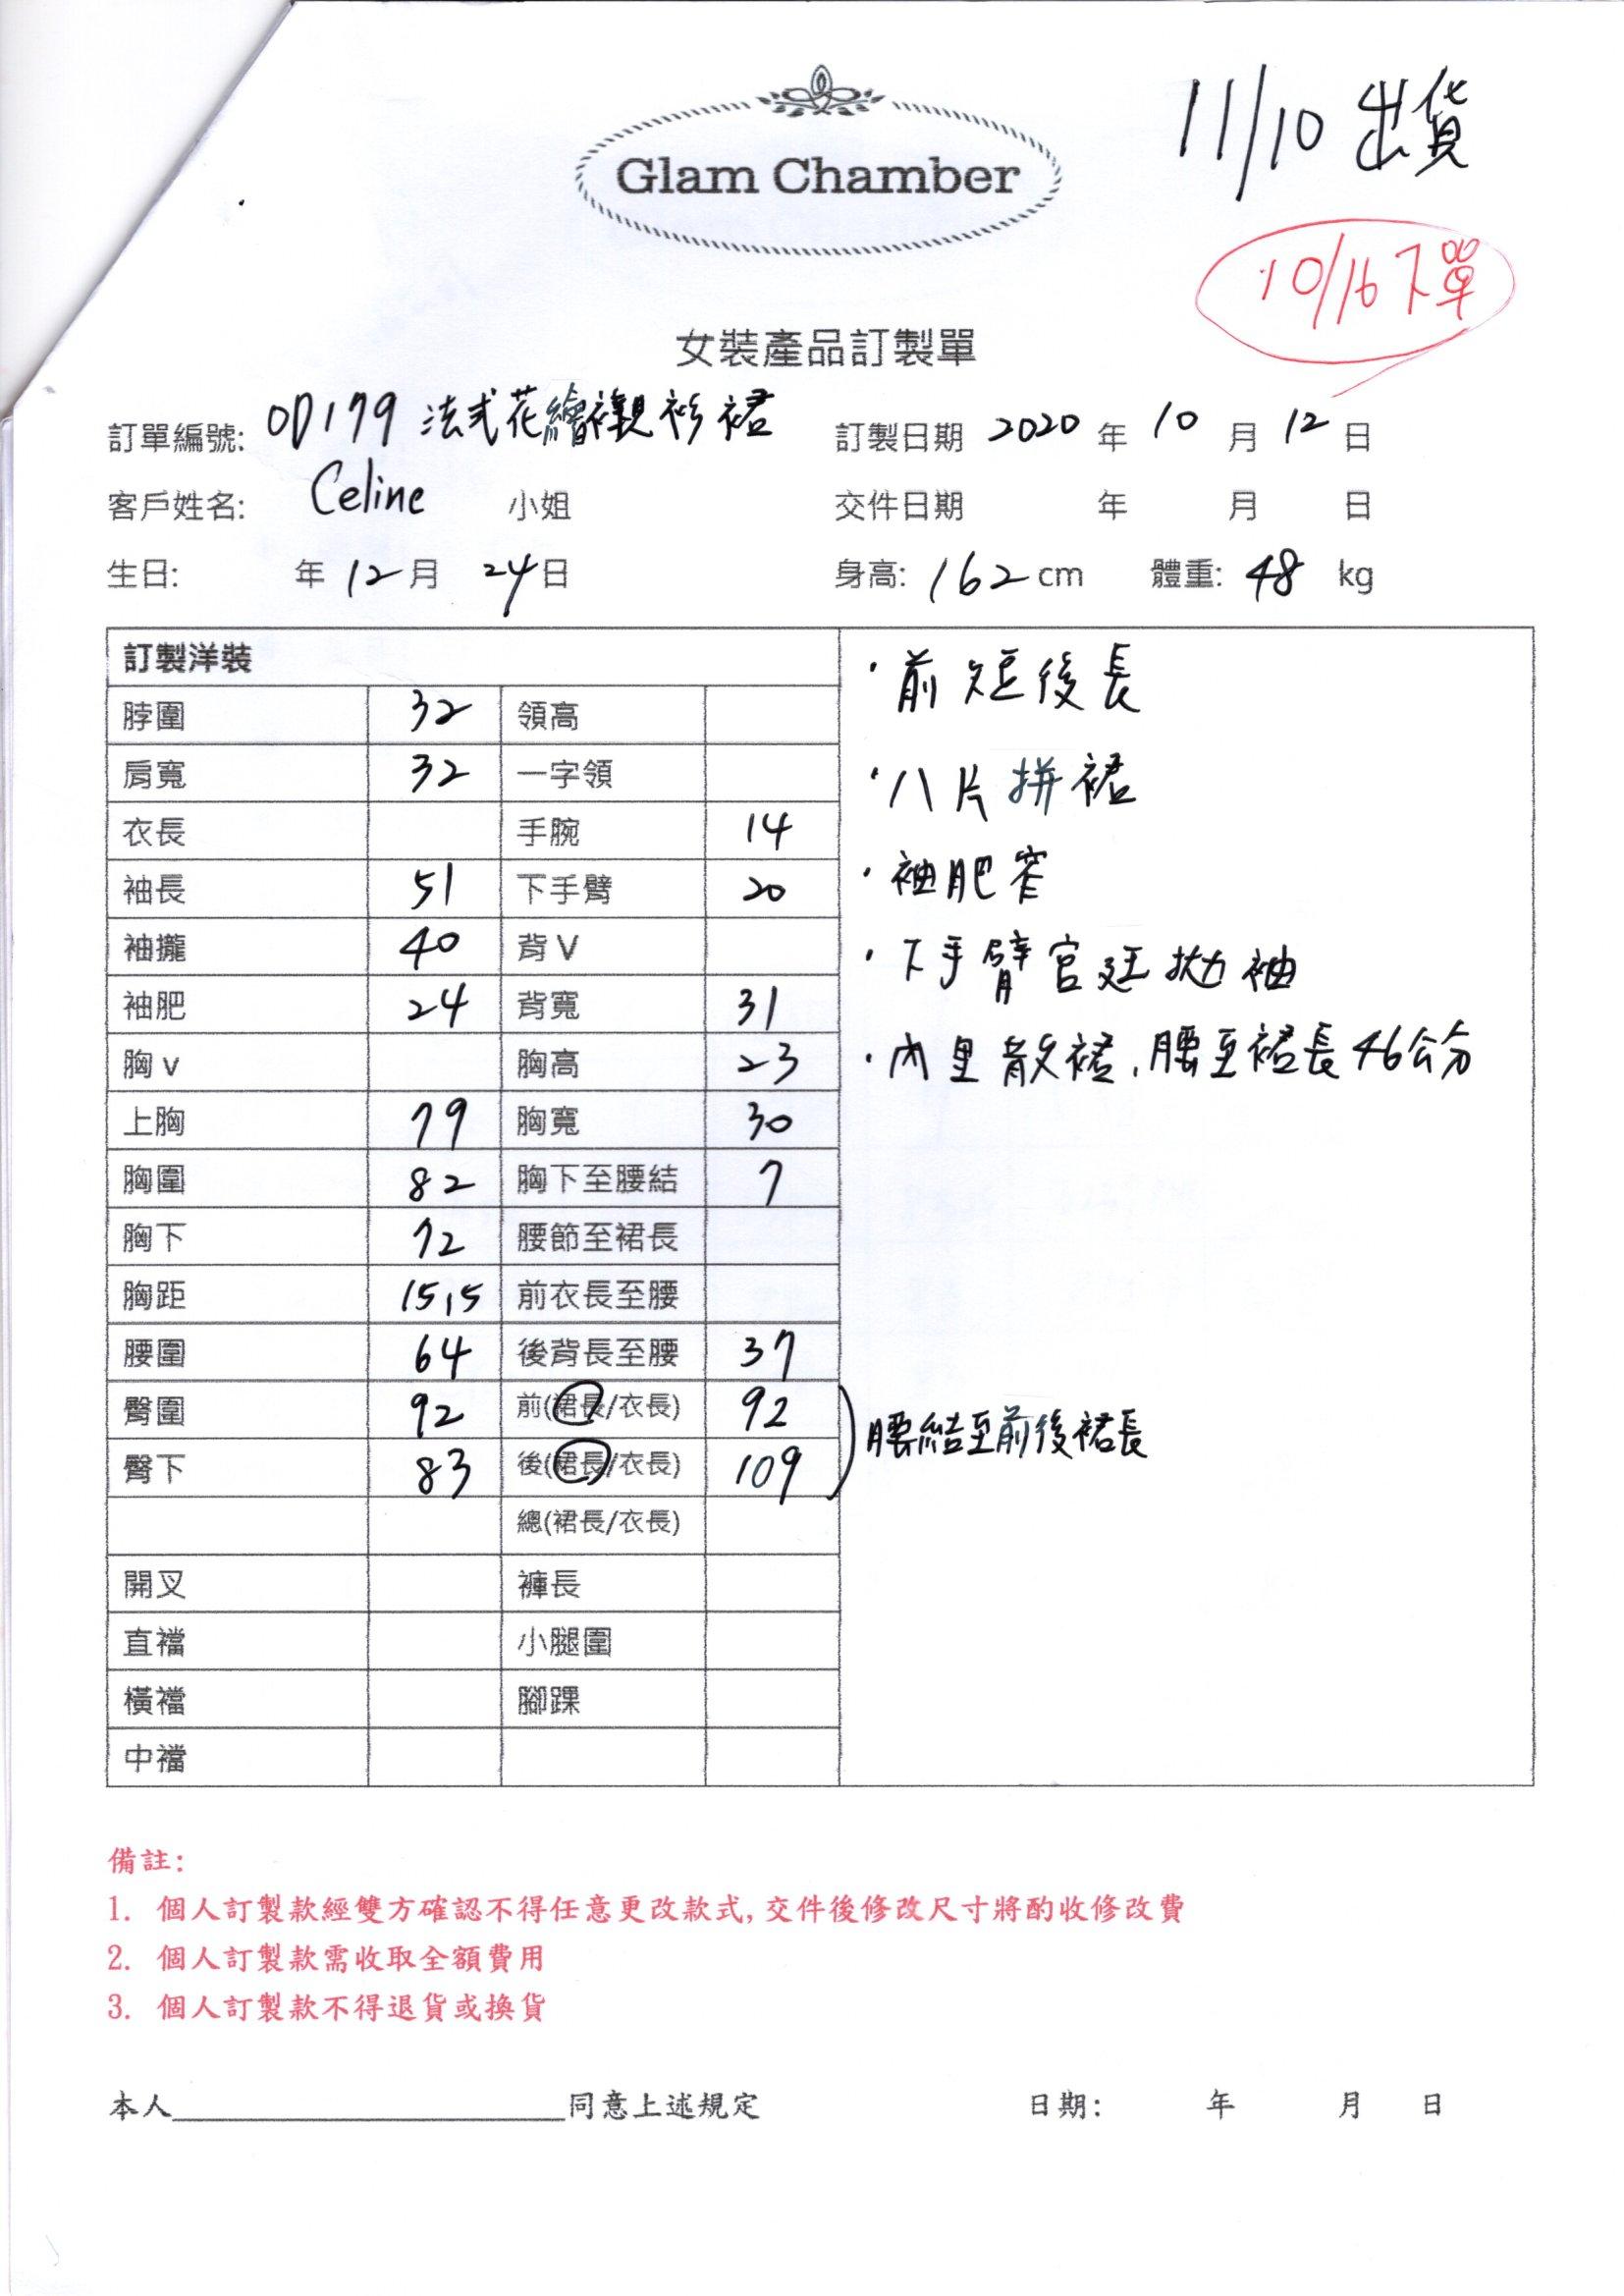 11/10 出貨
Glam Chamber
10/16 下單
女裝產品訂製單
訂單編號: OD179 法式花繪襯衫裙 訂製日期 2020 年 10 月 12 日
客戶姓名: Celine 小姐 交件日期 年 月 日
生日: 年 12 月 24 日 身高: 162 cm 體重: 48 kg
訂製洋裝
脖圍 32 領高
肩寬 32 一字領
衣長 手腕 14
袖長 51 下手臂 20
袖攏 40 背 V
袖肥 24 背寬 31
胸 v 胸高 23
上胸 79 胸寬 30
胸圍 82 胸下至腰結 7
胸下 72 腰節至裙長
胸距 15,5 前衣長至腰
腰圍 64 後背長至腰 37
臀圍 92 前(裙長/衣長) 92
臀下 83 後(裙長/衣長) 109
總(裙長/衣長)
開叉 褲長
直襠 小腿圍
橫襠 腳踝
中襠
·前短後長
·八片拼裙
·袖肥窄
·下手臂宮廷拋袖
·內里散裙,腰至裙長46公分
腰結至前後裙長
備註:
1. 個人訂製款經雙方確認不得任意更改款式,交件後修改尺寸將酌收修改費
2. 個人訂製款需收取全額費用
3. 個人訂製款不得退貨或換貨
本人____________________同意上述規定 日期: 年 月 日